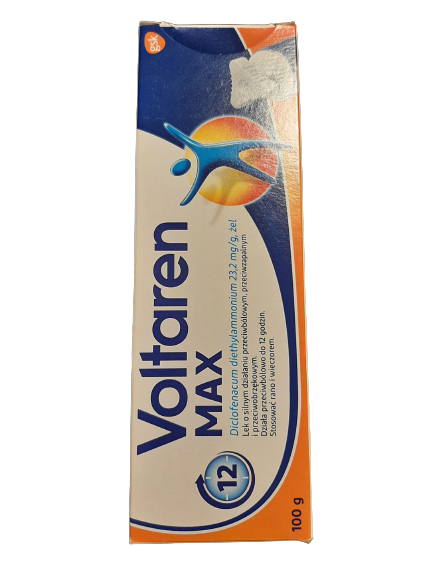 gsk
Voltaren
MAX
Diclofenacum diethylammonium 23,2 mg/g, żel
Lek o silnym działaniu przeciwbólowym, przeciwzapalnym
i przeciwobrzękowym.
Działa przeciwbólowo do 12 godzin.
Stosować rano i wieczorem.
12
100 g